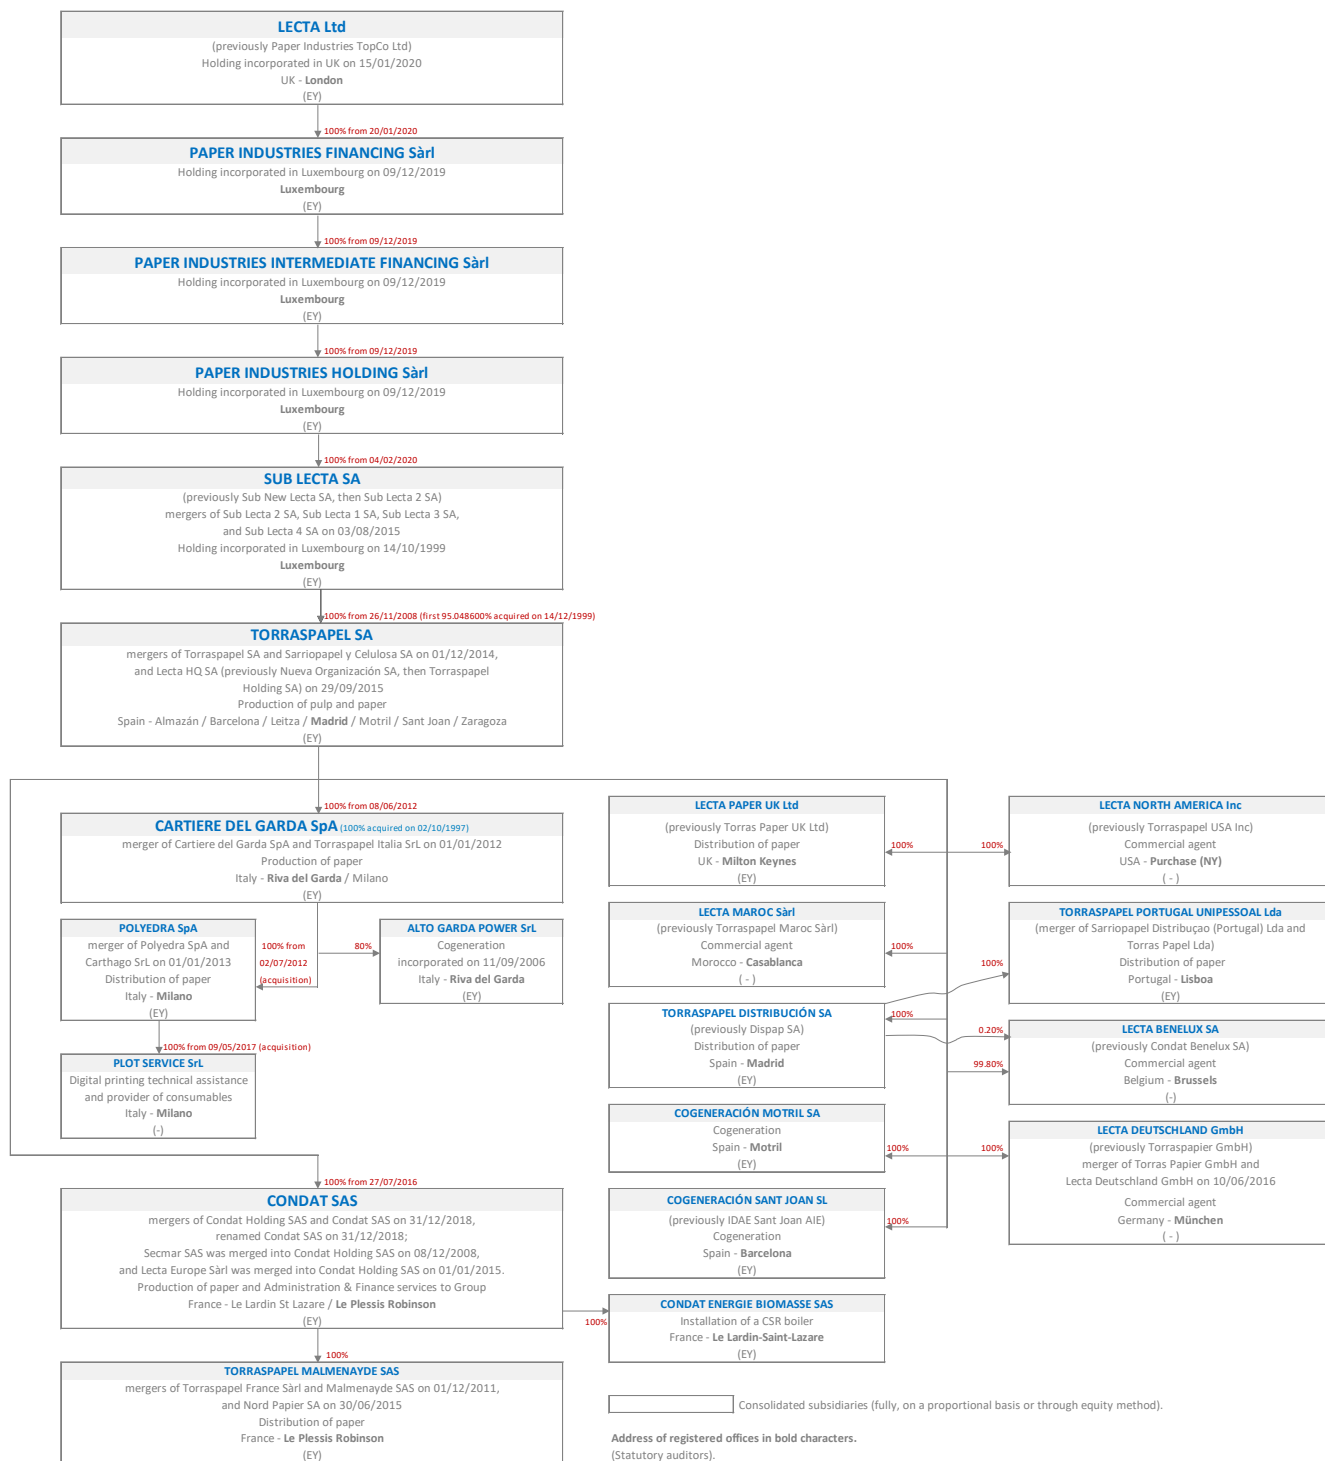 LECTA Ltd
(previously Paper Industries TopCo Ltd)
Holding incorporated in UK on 15/01/2020
UK - London
(EY)
100% from 20/01/2020
PAPER INDUSTRIES FINANCING Sàrl
Holding incorporated in Luxembourg on 09/12/2019
Luxembourg
(EY)
100% from 09/12/2019
PAPER INDUSTRIES INTERMEDIATE FINANCING Sàrl
Holding incorporated in Luxembourg on 09/12/2019
Luxembourg
(EY)
100% from 09/12/2019
PAPER INDUSTRIES HOLDING Sàrl
Holding incorporated in Luxembourg on 09/12/2019
Luxembourg
(EY)
100% from 04/02/2020
SUB LECTA SA
(previously Sub New Lecta SA, then Sub Lecta 2 SA)
mergers of Sub Lecta 2 SA, Sub Lecta 1 SA, Sub Lecta 3 SA,
and Sub Lecta 4 SA on 03/08/2015
Holding incorporated in Luxembourg on 14/10/1999
Luxembourg
(EY)
100% from 26/11/2008 (first 95.048600% acquired on 14/12/1999)
TORRASPAPEL SA
mergers of Torraspapel SA and Sarriopapel y Celulosa SA on 01/12/2014,
and Lecta HQ SA (previously Nueva Organización SA, then Torraspapel
Holding SA) on 29/09/2015
Production of pulp and paper
Spain - Almazán / Barcelona / Leitza / Madrid / Motril / Sant Joan / Zaragoza
(EY)
100% from 08/06/2012
CARTIERE DEL GARDA SpA (100% acquired on 02/10/1997)
merger of Cartiere del Garda SpA and Torraspapel Italia SrL on 01/01/2012
Production of paper
Italy - Riva del Garda / Milano
(EY)
POLYEDRA SpA
merger of Polyedra SpA and
Carthago SrL on 01/01/2013
Distribution of paper
Italy - Milano
(EY)
100% from
02/07/2012
(acquisition)
80%
ALTO GARDA POWER SrL
Cogeneration
incorporated on 11/09/2006
Italy - Riva del Garda
(EY)
100% from 09/05/2017 (acquisition)
PLOT SERVICE SrL
Digital printing technical assistance
and provider of consumables
Italy - Milano
(-)
100% from 27/07/2016
CONDAT SAS
mergers of Condat Holding SAS and Condat SAS on 31/12/2018,
renamed Condat SAS on 31/12/2018;
Secmar SAS was merged into Condat Holding SAS on 08/12/2008,
and Lecta Europe Sàrl was merged into Condat Holding SAS on 01/01/2015.
Production of paper and Administration & Finance services to Group
France - Le Lardin St Lazare / Le Plessis Robinson
(EY)
100%
TORRASPAPEL MALMENAYDE SAS
mergers of Torraspapel France Sàrl and Malmenayde SAS on 01/12/2011,
and Nord Papier SA on 30/06/2015
Distribution of paper
France - Le Plessis Robinson
(EY)
LECTA PAPER UK Ltd
(previously Torras Paper UK Ltd)
Distribution of paper
UK - Milton Keynes
(EY)
100%
100%
LECTA NORTH AMERICA Inc
(previously Torraspapel USA Inc)
Commercial agent
USA - Purchase (NY)
( - )
LECTA MAROC Sàrl
(previously Torraspapel Maroc Sàrl)
Commercial agent
Morocco - Casablanca
( - )
100%
100%
TORRASPAPEL PORTUGAL UNIPESSOAL Lda
(merger of Sarriopapel Distribuçao (Portugal) Lda and
Torras Papel Lda)
Distribution of paper
Portugal - Lisboa
(EY)
TORRASPAPEL DISTRIBUCIÓN SA
(previously Dispap SA)
Distribution of paper
Spain - Madrid
(EY)
100%
0.20%
99.80%
LECTA BENELUX SA
(previously Condat Benelux SA)
Commercial agent
Belgium - Brussels
(-)
COGENERACIÓN MOTRIL SA
Cogeneration
Spain - Motril
(EY)
100%
100%
LECTA DEUTSCHLAND GmbH
(previously Torraspapier GmbH)
merger of Torras Papier GmbH and
Lecta Deutschland GmbH on 10/06/2016
Commercial agent
Germany - München
( - )
COGENERACIÓN SANT JOAN SL
(previously IDAE Sant Joan AIE)
Cogeneration
Spain - Barcelona
(EY)
100%
100%
CONDAT ENERGIE BIOMASSE SAS
Installation of a CSR boiler
France - Le Lardin-Saint-Lazare
(EY)
Consolidated subsidiaries (fully, on a proportional basis or through equity method).
Address of registered offices in bold characters.
(Statutory auditors).